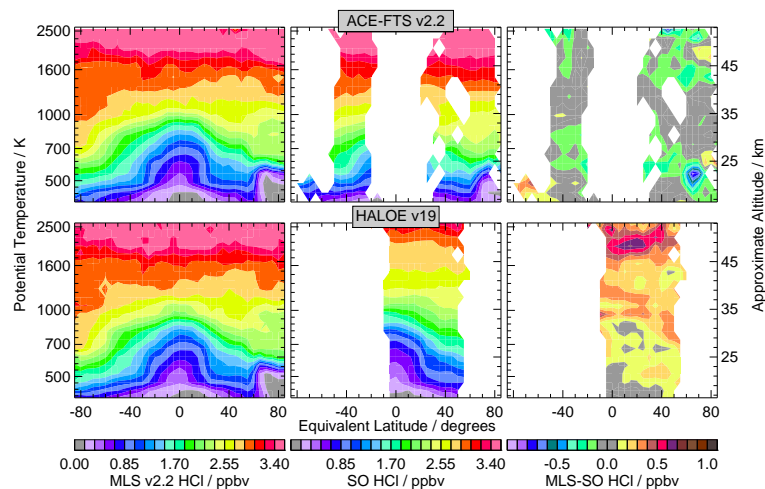 ACE-FTS v2.2
2500
1600
1000
700
500
45
35
25
HALOE v19
2500
1600
1000
700
500
45
35
25
Potential Temperature / K
Approximate Altitude / km
-80 -40 0 40 80 -40 0 40 80 -40 0 40 80
Equivalent Latitude / degrees
0.00 0.85 1.70 2.55 3.40 0.85 1.70 2.55 3.40 -0.5 0.0 0.5 1.0
MLS v2.2 HCl / ppbv SO HCl / ppbv MLS-SO HCl / ppbv